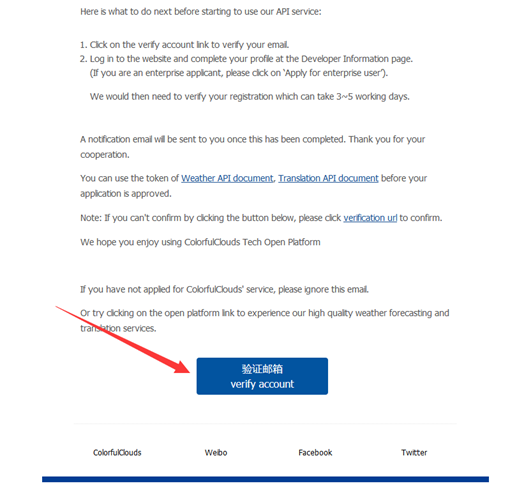 Here is what to do next before starting to use our API service:
1. Click on the verify account link to verify your email.
2. Log in to the website and complete your profile at the Developer Information page.
(If you are an enterprise applicant, please click on ‘Apply for enterprise user’).
We would then need to verify your registration which can take 3~5 working days.
A notification email will be sent to you once this has been completed. Thank you for your
cooperation.
You can use the token of Weather API document, Translation API document before your
application is approved.
Note: If you can't confirm by clicking the button below, please click verification url to confirm.
We hope you enjoy using ColorfulClouds Tech Open Platform
If you have not applied for ColorfulClouds' service, please ignore this email.
Or try clicking on the open platform link to experience our high quality weather forecasting and
translation services.
验证邮箱
verify account
ColorfulClouds Weibo Facebook Twitter